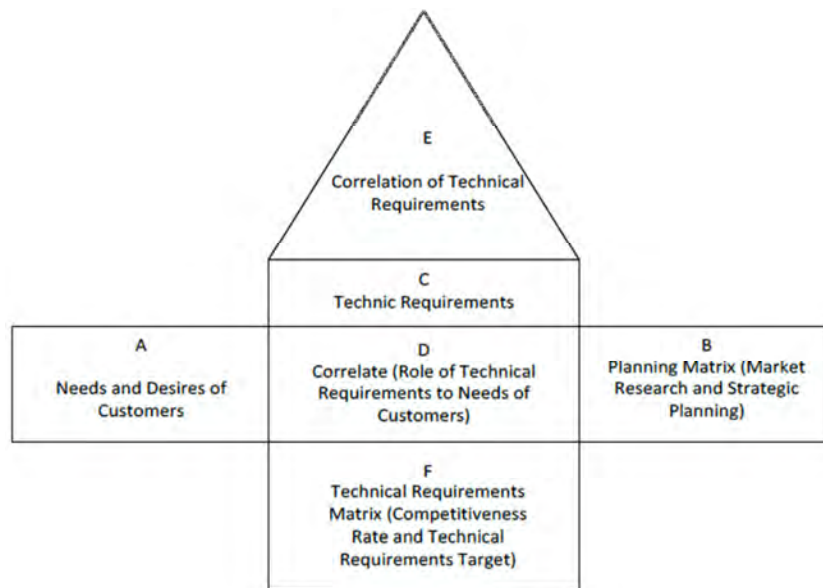 E
Correlation of Technical
Requirements
C
Technic Requirements
A
Needs and Desires of
Customers
D
Correlate (Role of Technical
Requirements to Needs of
Customers)
B
Planning Matrix (Market
Research and Strategic
Planning)
F
Technical Requirements
Matrix (Competitiveness
Rate and Technical
Requirements Target)